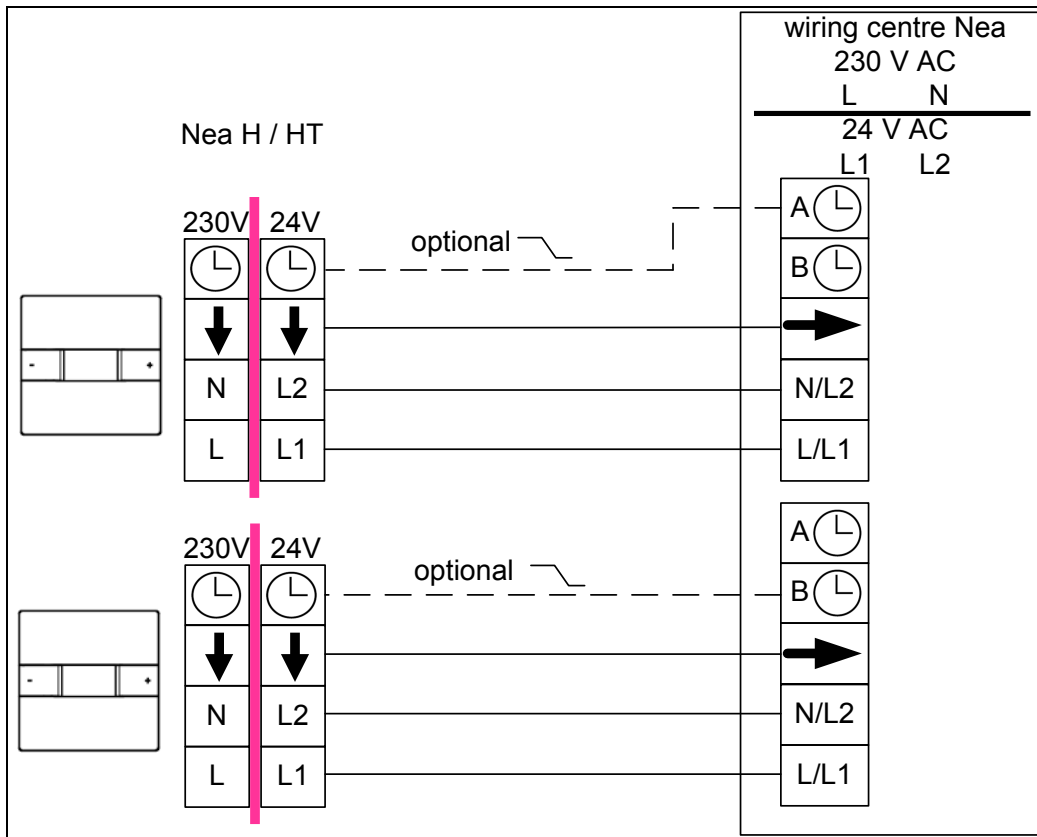 wiring centre Nea
230 V AC
L N
24 V AC
L1 L2
Nea H / HT
230V 24V
optional
A
B
N L2 N/L2
L L1 L/L1
- +
230V 24V
optional
A
B
N L2 N/L2
L L1 L/L1
- +